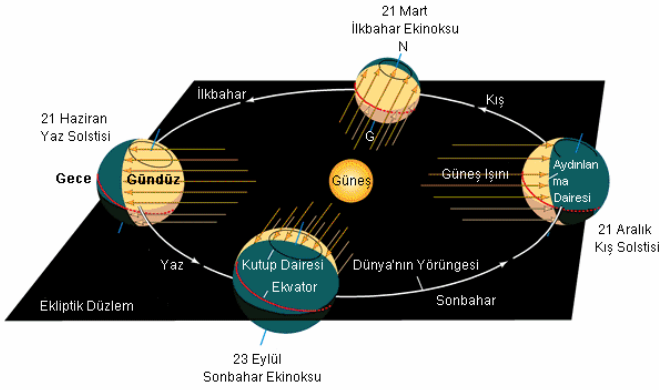 21 Mart
İlkbahar Ekinoksu
N
İlkbahar
Kış
21 Haziran
Yaz Solstisi
G
Gece
Gündüz
Güneş
Güneş Işını
Aydınlan
ma
Dairesi
21 Aralık
Kış Solstisi
Yaz
Kutup Dairesi
Dünya'nın Yörüngesi
Ekvator
Sonbahar
Ekliptik Düzlem
23 Eylül
Sonbahar Ekinoksu